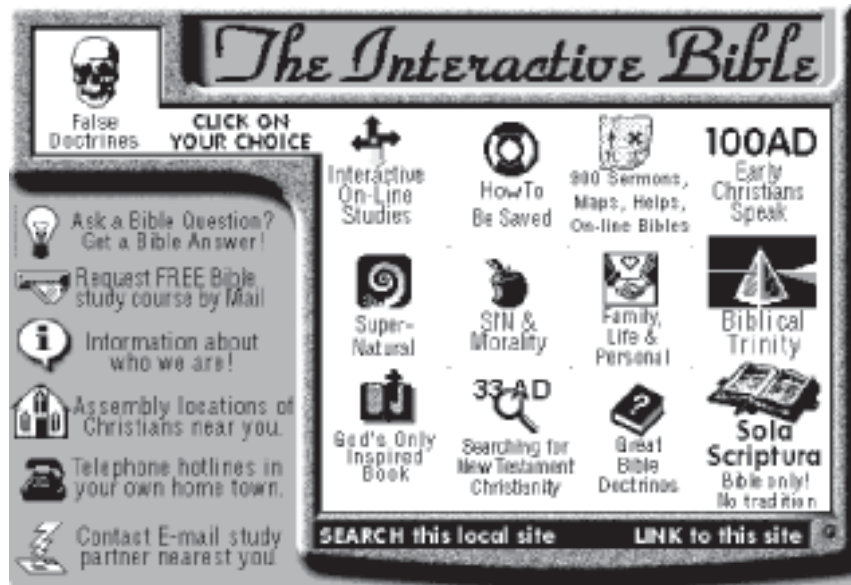 The Interactive Bible
False
Doctrines
CLICK ON
YOUR CHOICE
Interactive
On-Line
Studies
HowTo
Be Saved
900 Sermons,
Maps, Helps,
On-line Bibles
100AD
Early
Christians
Speak
Ask a Bible Question?
Get a Bible Answer!
Request FREE Bible
study course by Mail
Information about
who we are!
Assembly locations of
Christians near you.
Telephone hotlines in
your own home town.
Contact E-mail study
partner nearest you
Super-
Natural
SIN &
Morality
Family,
Life &
Personal
Biblical
Trinity
God's Only
Inspired
Book
33 AD
Searching for
New Testament
Christianity
Great
Bible
Doctrines
Sola
Scriptura
Bible only!
No tradition
SEARCH this local site
LINK to this site